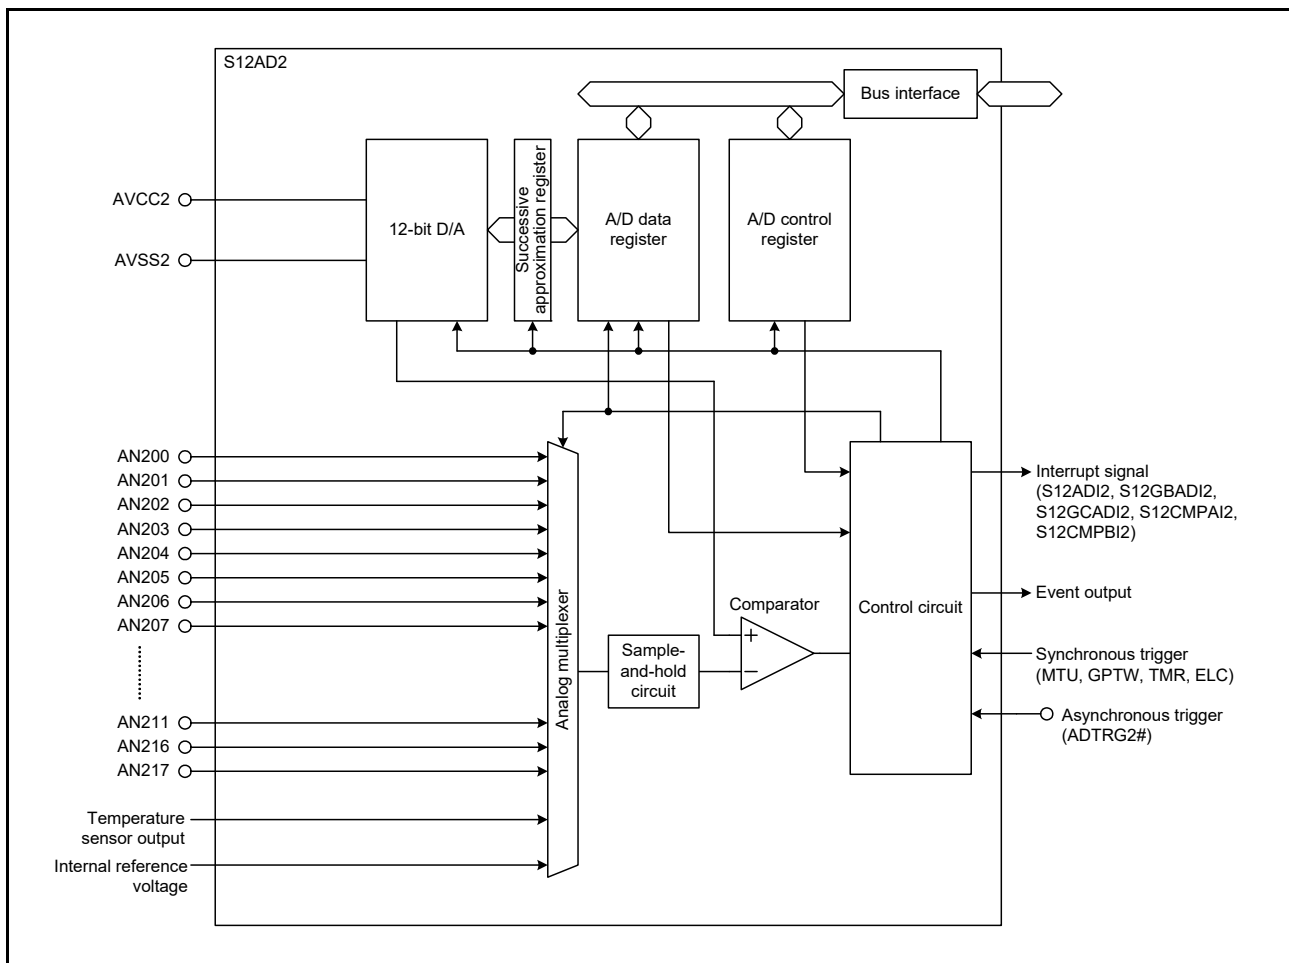 S12AD2
Bus interface
AVCC2
AVSS2
12-bit D/A
Successive
approximation register
A/D data
register
A/D control
register
AN200
AN201
AN202
AN203
AN204
AN205
AN206
AN207
AN211
AN216
AN217
Temperature
sensor output
Internal reference
voltage
Analog multiplexer
Sample-
and-hold
circuit
Comparator
+
−
Control circuit
Interrupt signal
(S12ADI2, S12GBADI2,
S12GCADI2, S12CMPAI2,
S12CMPBI2)
Event output
Synchronous trigger
(MTU, GPTW, TMR, ELC)
Asynchronous trigger
(ADTRG2#)